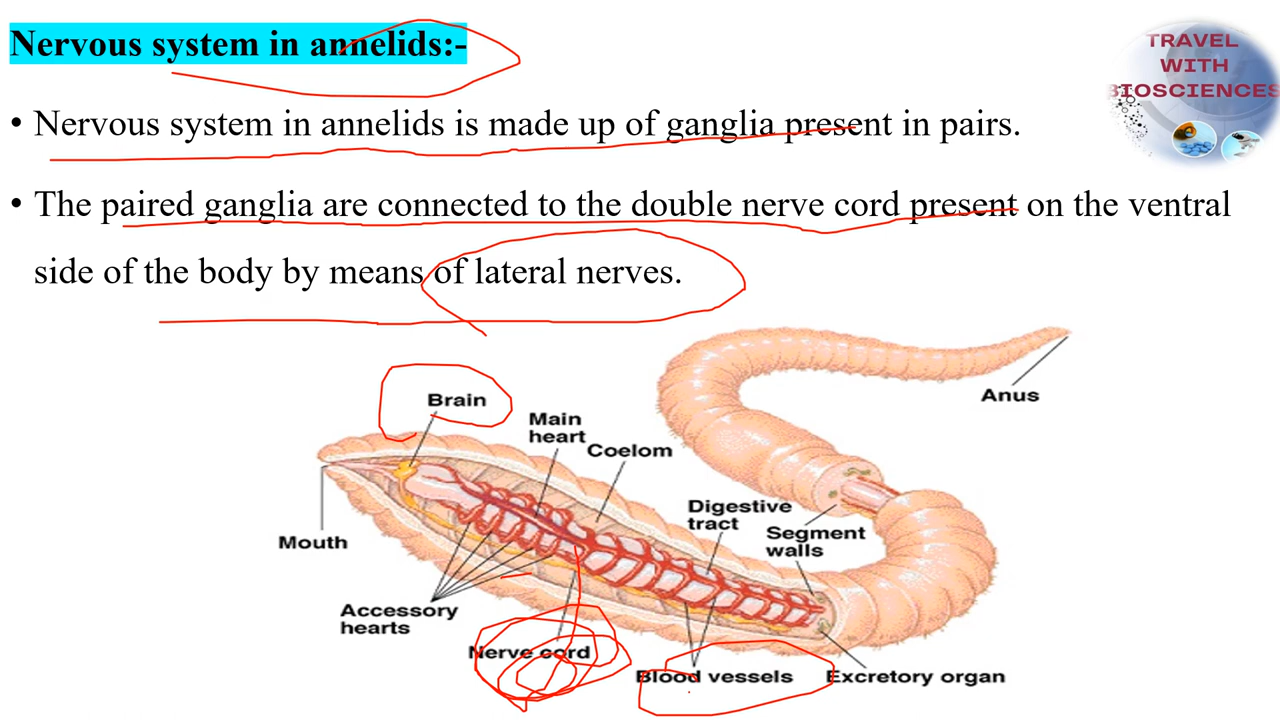 Nervous system in annelids:-
TRAVEL
WITH
BIOSCIENCES
• Nervous system in annelids is made up of ganglia present in pairs.
• The paired ganglia are connected to the double nerve cord present on the ventral
side of the body by means of lateral nerves.
Brain
Main
heart
Coelom
Anus
Digestive
tract
Segment
walls
Mouth
Accessory
hearts
Nerve cord
Blood vessels
Excretory organ